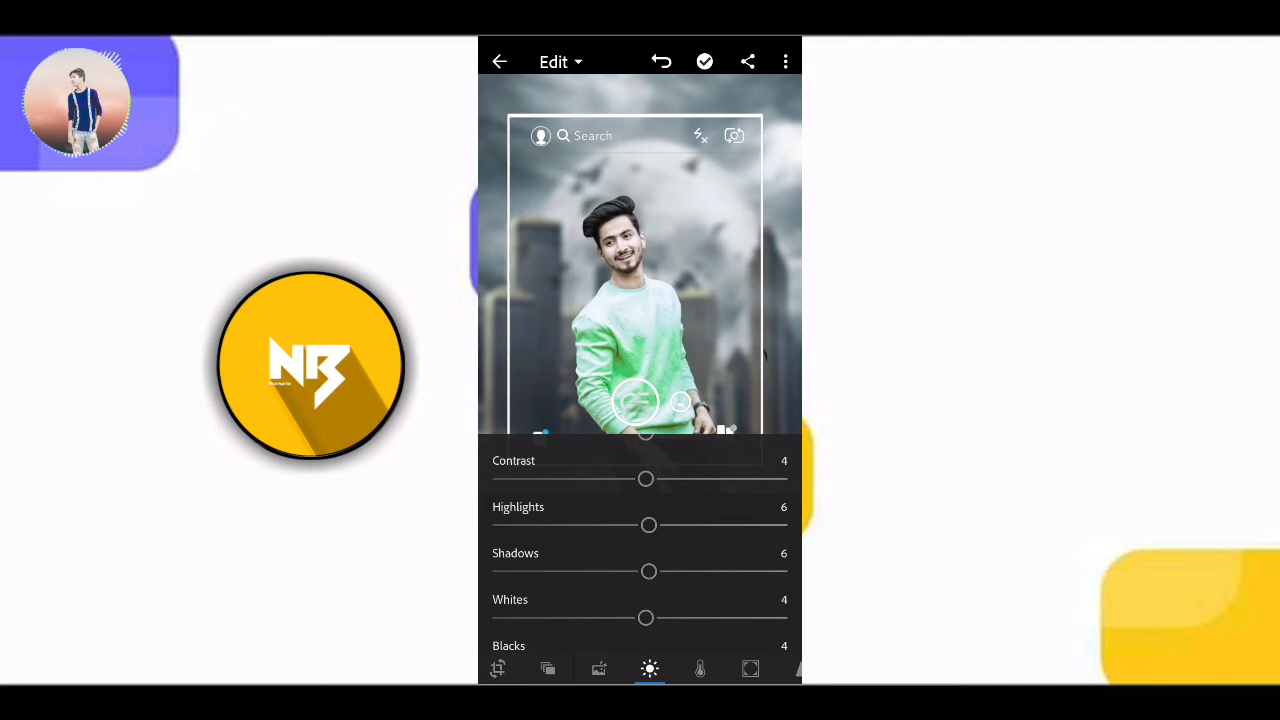 Edit
Search
NB
Contrast 4
Highlights 6
Shadows 6
Whites 4
Blacks 4